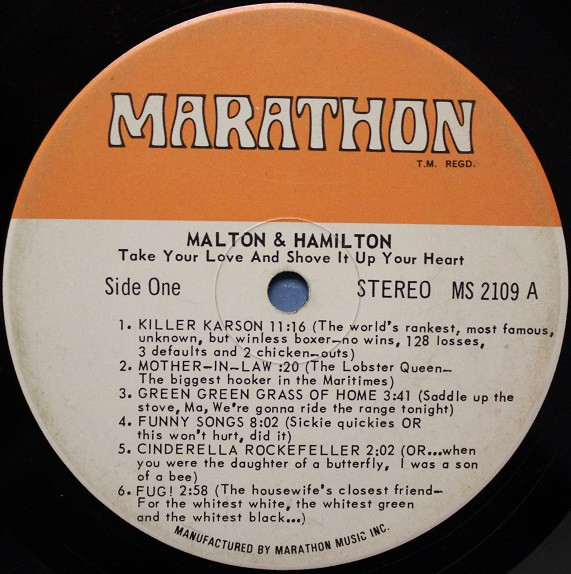 MARATHON
T.M. REGD.
MALTON & HAMILTON
Take Your Love And Shove It Up Your Heart
Side One STEREO MS 2109 A
1. KILLER KARSON 11:16 (The world's rankest, most famous,
unknown, but winless boxer—no wins, 128 losses,
3 defaults and 2 chicken—outs)
2. MOTHER—IN—LAW :20 (The Lobster Queen—
The biggest hooker in the Maritimes)
3. GREEN GREEN GRASS OF HOME 3:41 (Saddle up the
stove, Ma, We're gonna ride the range tonight)
4. FUNNY SONGS 8:02 (Sickie quickies OR
this won't hurt, did it)
5. CINDERELLA ROCKEFELLER 2:02 (OR...when
you were the daughter of a butterfly, I was a son
of a bee)
6. FUG! 2:58 (The housewife's closest friend—
For the whitest white, the whitest green
and the whitest black...)
MANUFACTURED BY MARATHON MUSIC INC.